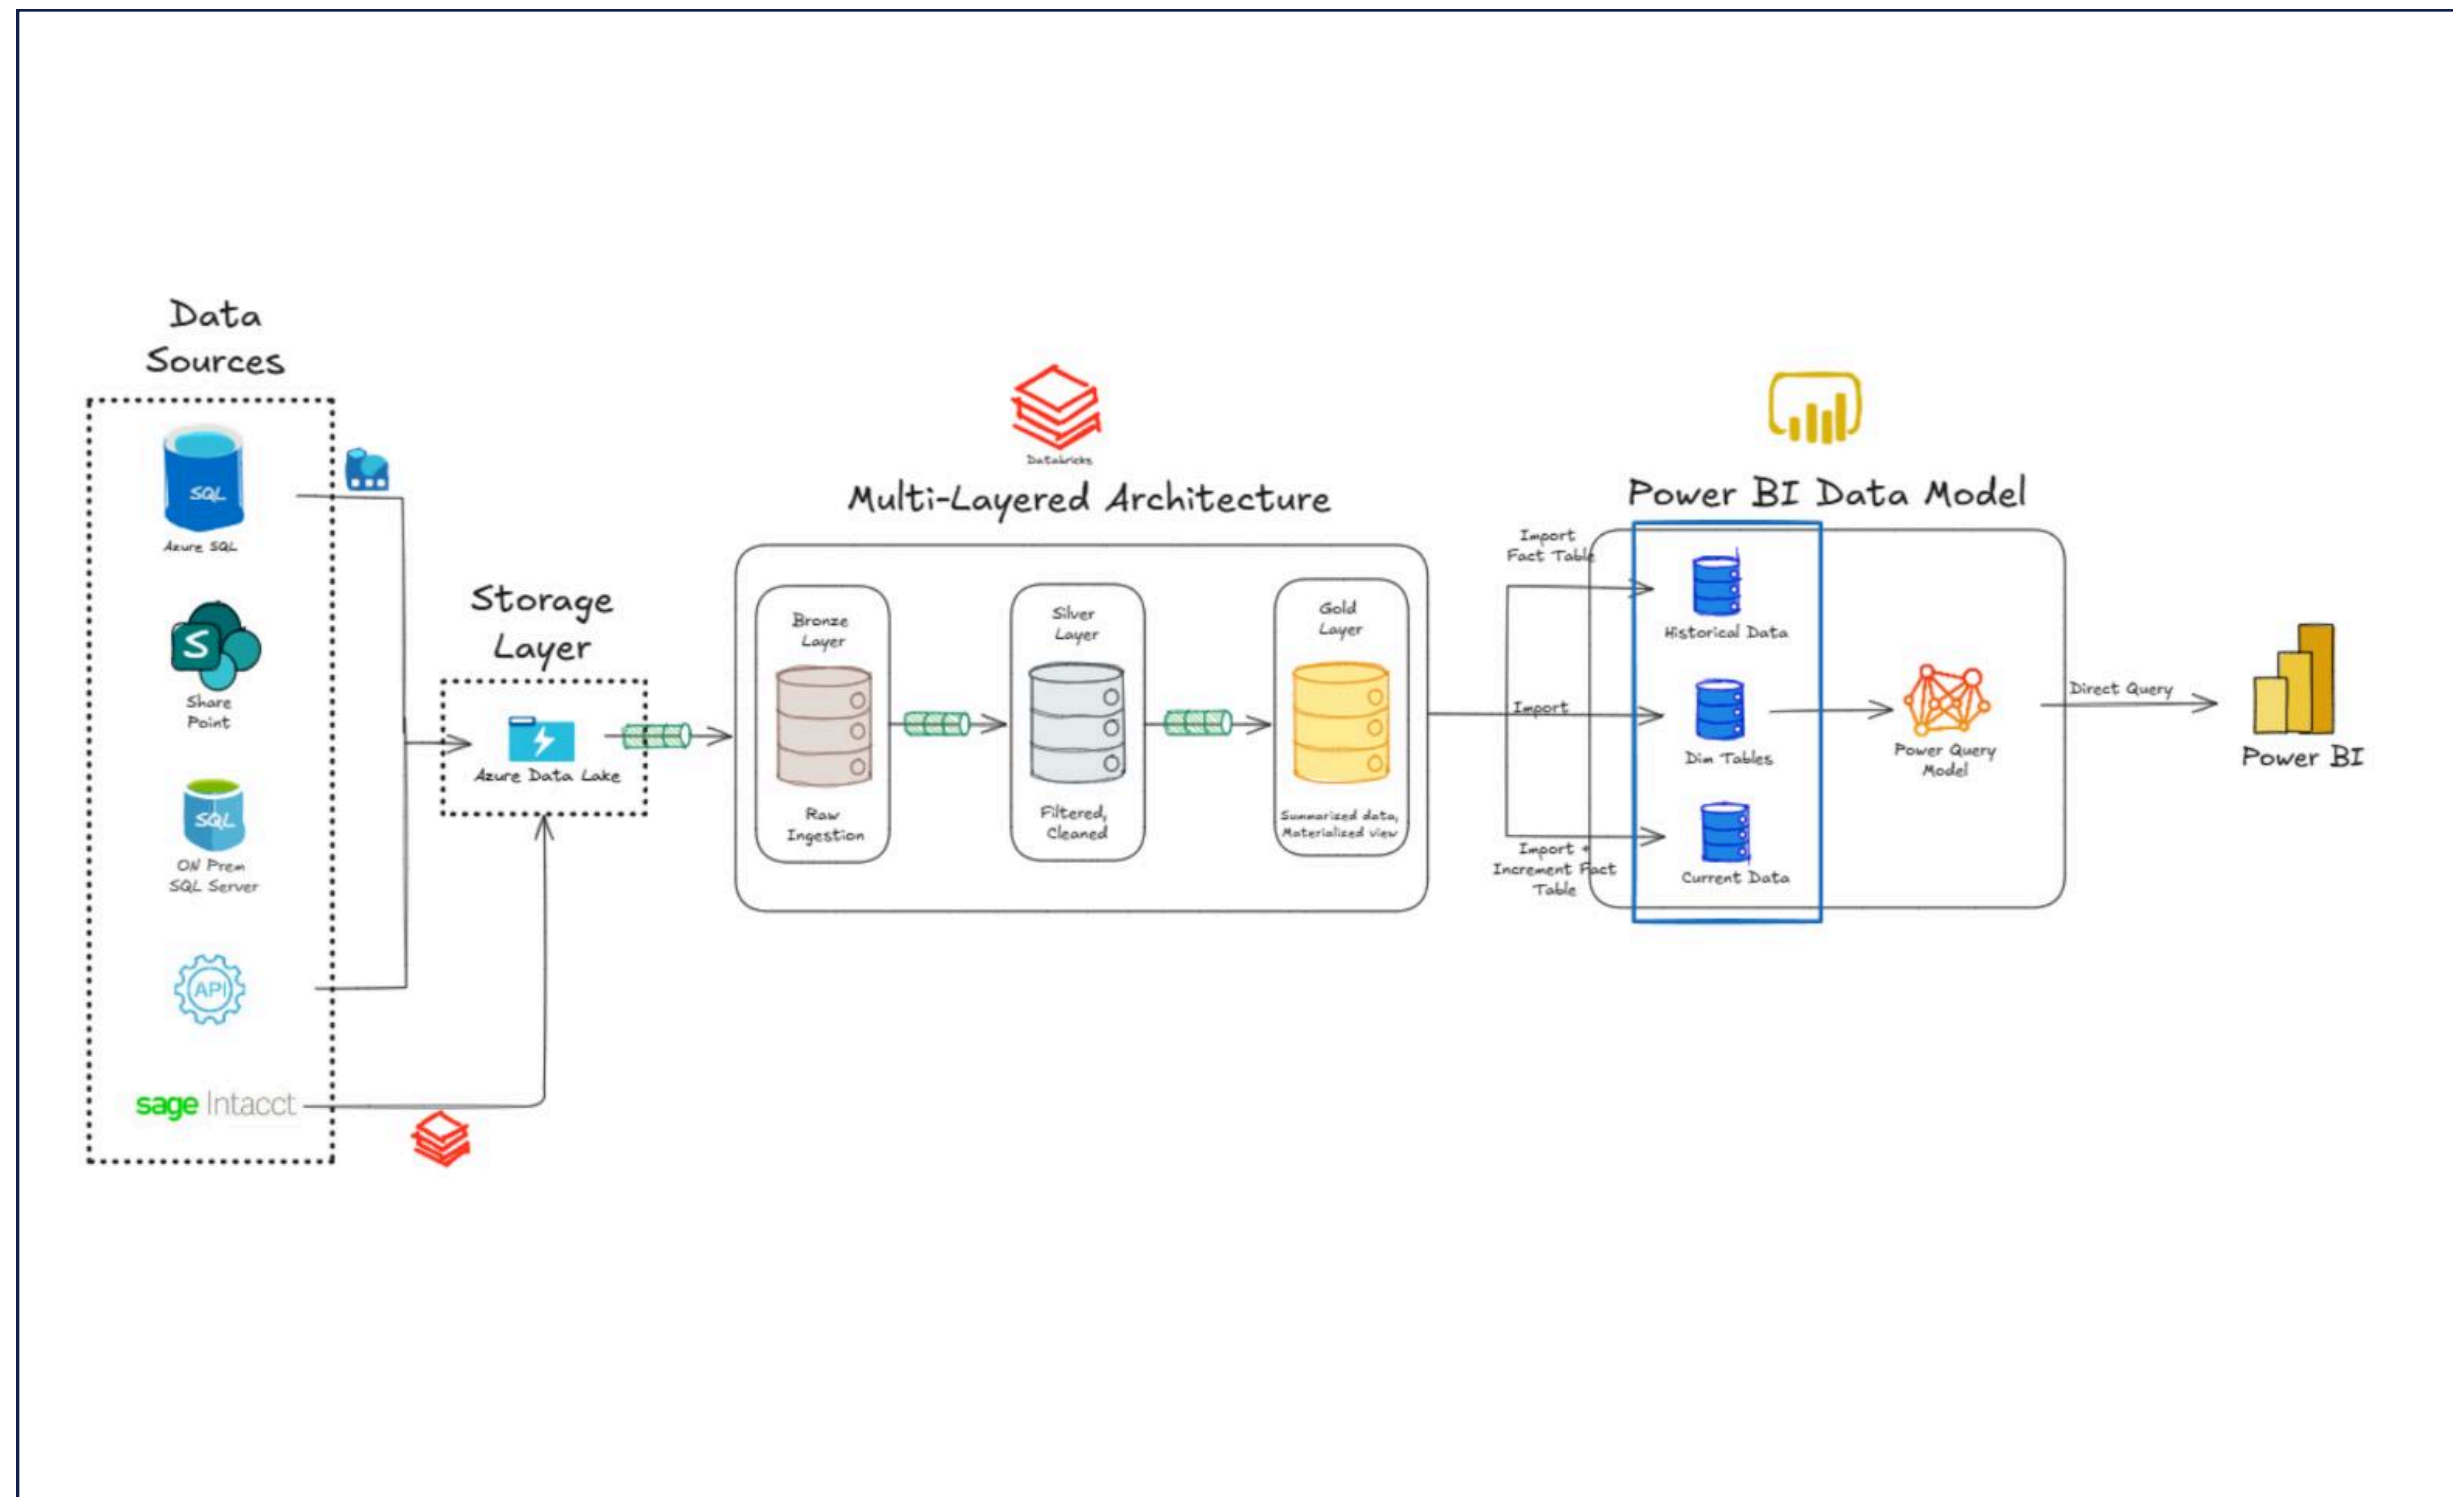 Data
Sources
SQL
Azure SQL
S
Share
Point
SQL
ON Prem
SQL Server
API
sage Intacct
Storage
Layer
Azure Data Lake
Databricks
Multi-Layered Architecture
Bronze
Layer
Raw
Ingestion
Silver
Layer
Filtered,
Cleaned
Gold
Layer
Summarized data,
Materialized view
Power BI Data Model
Import
Fact Table
Import
Import +
Increment Fact
Table
Historical Data
Dim Tables
Current Data
Power Query
Model
Direct Query
Power BI